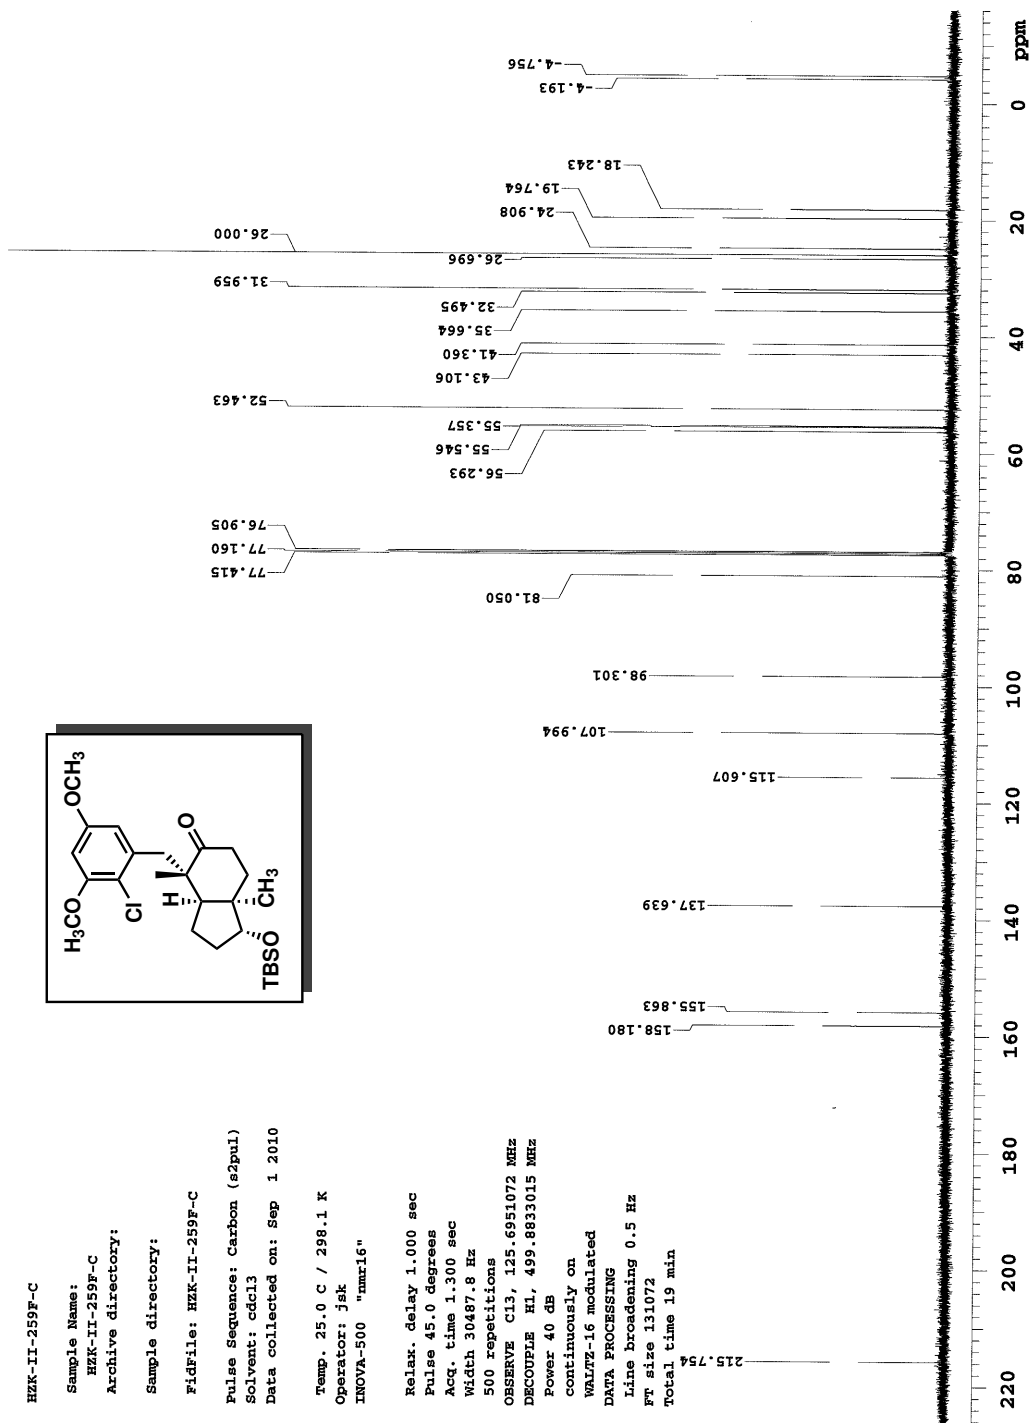 HZK-II-259F-C
Sample Name:
HZK-II-259F-C
Archive directory:
Sample directory:
FidFile: HZK-II-259F-C
Pulse Sequence: Carbon (s2pul)
Solvent: cdcl3
Data collected on: Sep 1 2010
Temp. 25.0 C / 298.1 K
Operator: jsk
INOVA-500 "nmr16"
Relax. delay 1.000 sec
Pulse 45.0 degrees
Acq. time 1.300 sec
Width 30487.8 Hz
500 repetitions
OBSERVE C13, 125.6951072 MHz
DECOUPLE H1, 499.8833015 MHz
Power 40 dB
continuously on
WALTZ-16 modulated
DATA PROCESSING
Line broadening 0.5 Hz
FT size 131072
Total time 19 min
H3CO
OCH3
Cl
O
H
CH3
TBSO
215.754
158.180
155.863
137.639
115.607
107.994
98.301
81.050
77.415
77.160
76.905
56.293
55.546
55.357
52.463
43.106
41.360
35.664
32.495
31.959
26.696
26.000
24.908
19.764
18.243
-4.193
-4.756
220 200 180 160 140 120 100 80 60 40 20 0 ppm